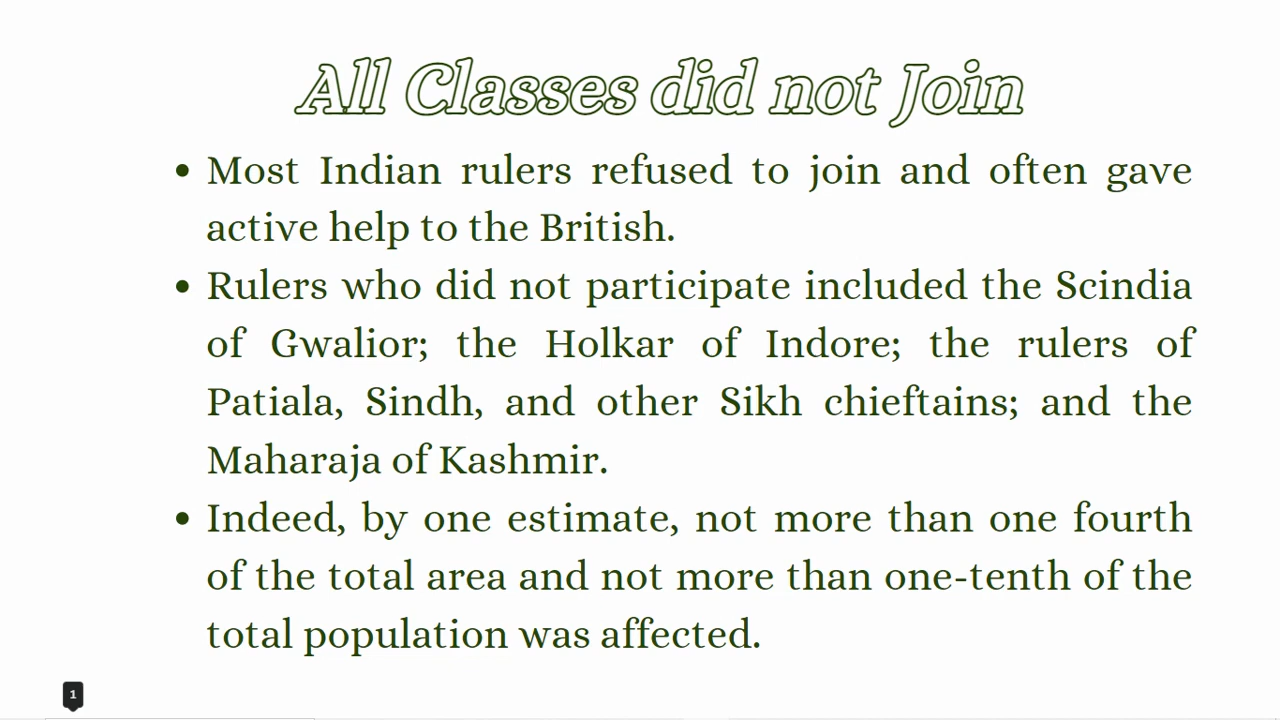 All Classes did not Join
• Most Indian rulers refused to join and often gave
active help to the British.
• Rulers who did not participate included the Scindia
of Gwalior; the Holkar of Indore; the rulers of
Patiala, Sindh, and other Sikh chieftains; and the
Maharaja of Kashmir.
• Indeed, by one estimate, not more than one fourth
of the total area and not more than one-tenth of the
total population was affected.
1